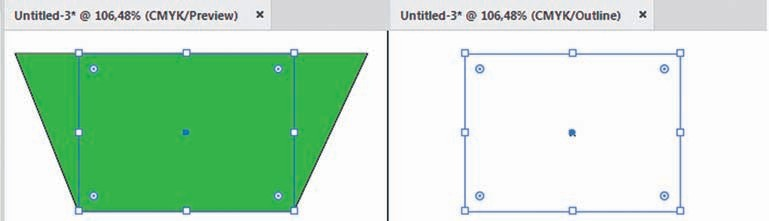 Untitled-3* @ 106,48% (CMYK/Preview) ×
Untitled-3* @ 106,48% (CMYK/Outline) ×